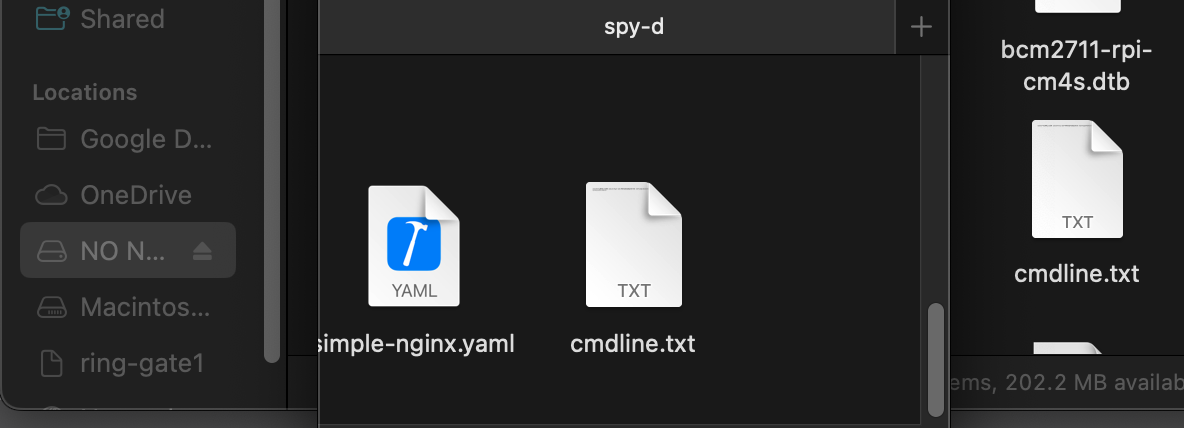 Shared
Locations
Google D...
OneDrive
NO N...
Macintos...
ring-gate1
spy-d
YAML
simple-nginx.yaml
TXT
cmdline.txt
bcm2711-rpi-
cm4s.dtb
TXT
cmdline.txt
ems, 202.2 MB availab